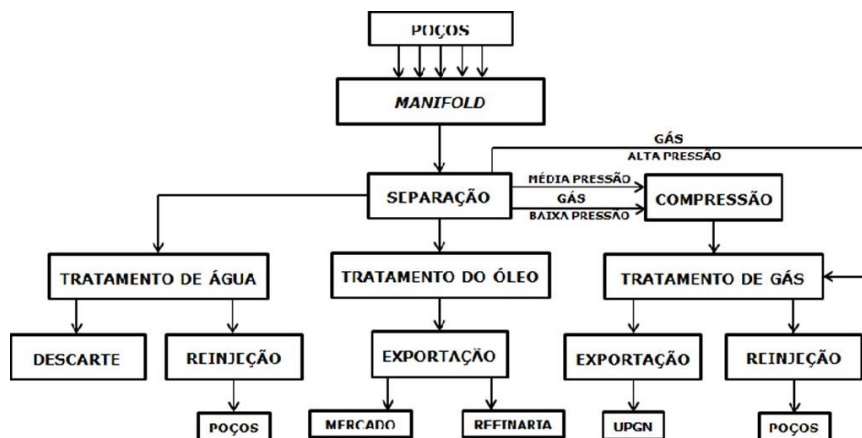 POÇOS
MANIFOLD
GÁS
ALTA PRESSÃO
SEPARAÇÃO
MÉDIA PRESSÃO
GÁS
BAIXA PRESSÃO
COMPRESSÃO
TRATAMENTO DE ÁGUA
TRATAMENTO DO ÓLEO
TRATAMENTO DE GÁS
DESCARTE
REINJEÇÃO
EXPORTAÇÃO
EXPORTAÇÃO
REINJEÇÃO
POÇOS
MERCADO
REFINARIA
UPGN
POÇOS